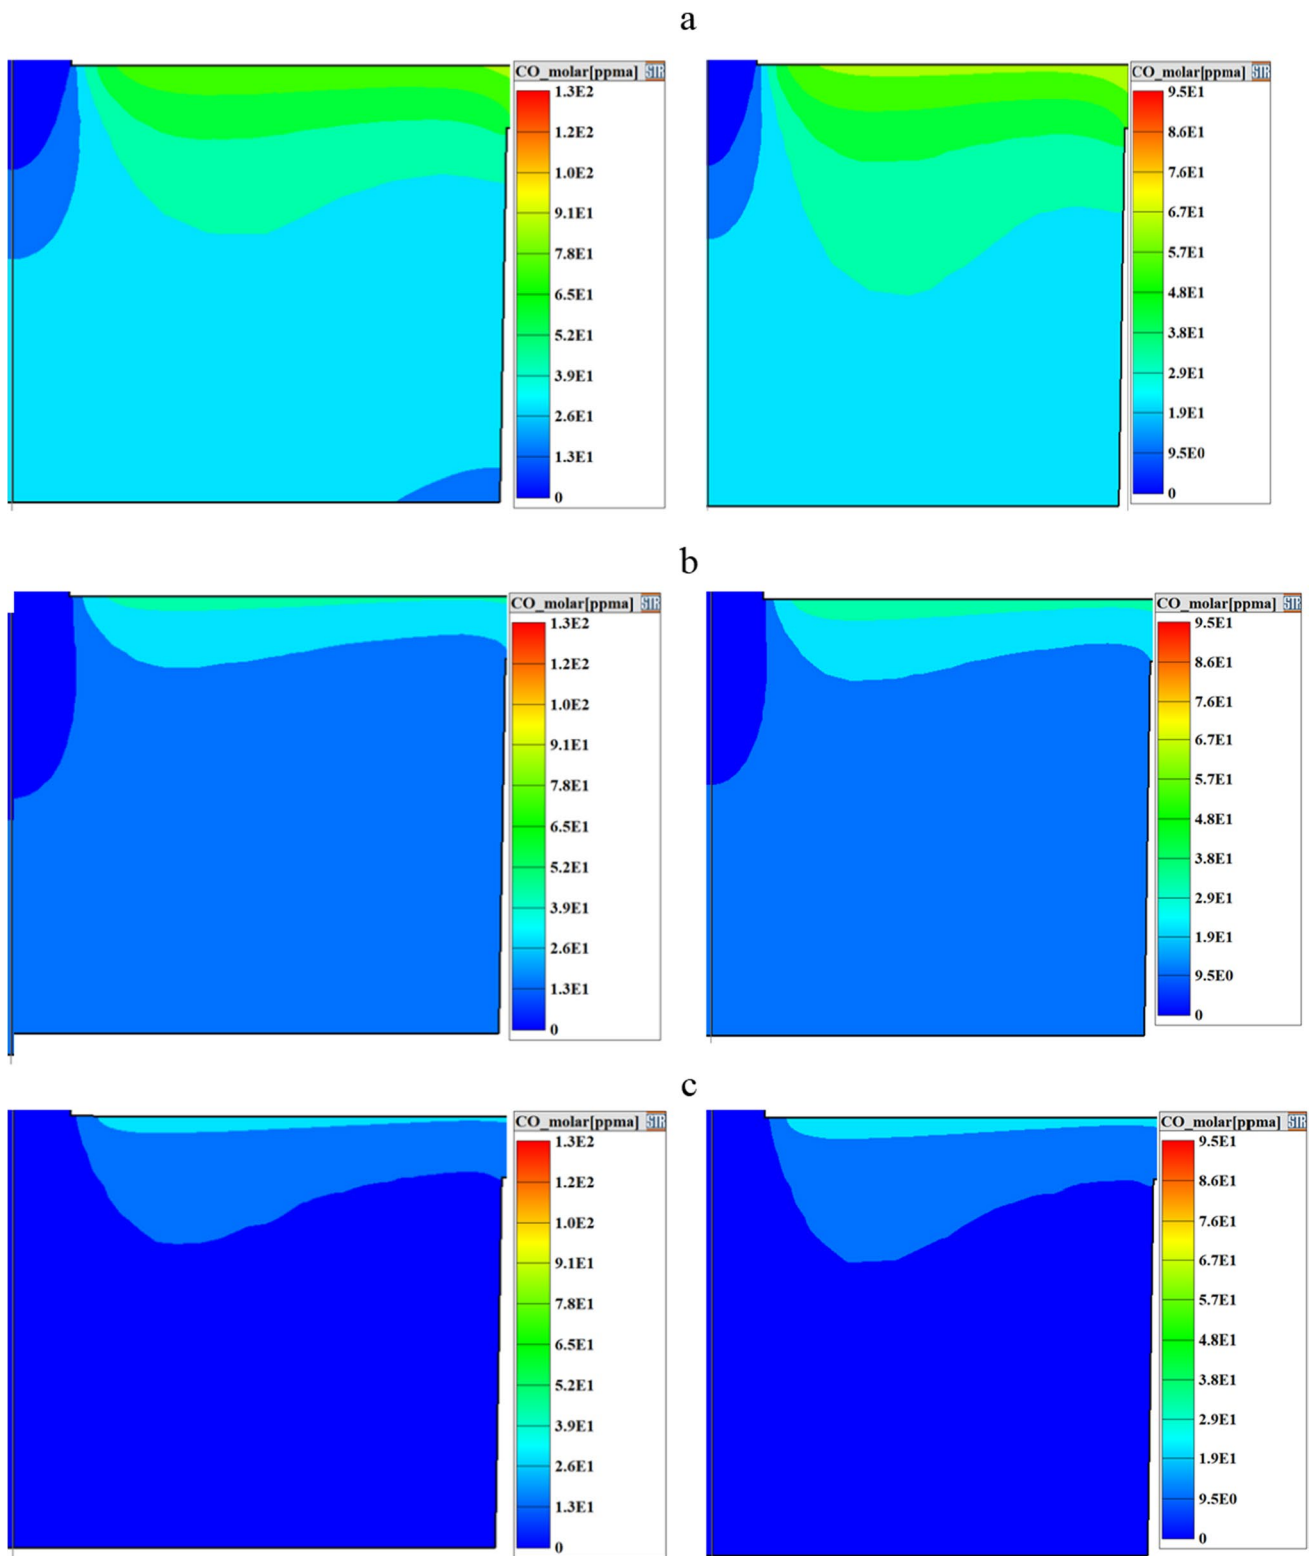 a
CO_molar[ppma] STR
1.3E2
1.2E2
1.0E2
9.1E1
7.8E1
6.5E1
5.2E1
3.9E1
2.6E1
1.3E1
0
CO_molar[ppma] STR
9.5E1
8.6E1
7.6E1
6.7E1
5.7E1
4.8E1
3.8E1
2.9E1
1.9E1
9.5E0
0
b
CO_molar[ppma] STR
1.3E2
1.2E2
1.0E2
9.1E1
7.8E1
6.5E1
5.2E1
3.9E1
2.6E1
1.3E1
0
CO_molar[ppma] STR
9.5E1
8.6E1
7.6E1
6.7E1
5.7E1
4.8E1
3.8E1
2.9E1
1.9E1
9.5E0
0
c
CO_molar[ppma] STR
1.3E2
1.2E2
1.0E2
9.1E1
7.8E1
6.5E1
5.2E1
3.9E1
2.6E1
1.3E1
0
CO_molar[ppma] STR
9.5E1
8.6E1
7.6E1
6.7E1
5.7E1
4.8E1
3.8E1
2.9E1
1.9E1
9.5E0
0